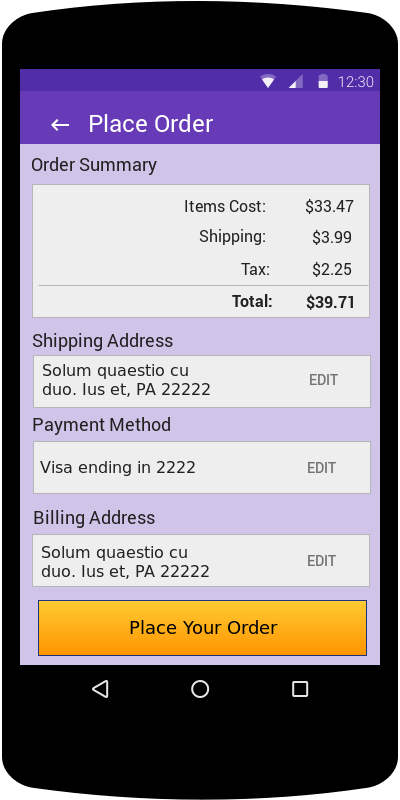 12:30
Place Order
Order Summary
Items Cost: $33.47
Shipping: $3.99
Tax: $2.25
Total: $39.71
Shipping Address
Solum quaestio cu
duo. Ius et, PA 22222
EDIT
Payment Method
Visa ending in 2222 EDIT
Billing Address
Solum quaestio cu
duo. Ius et, PA 22222
EDIT
Place Your Order